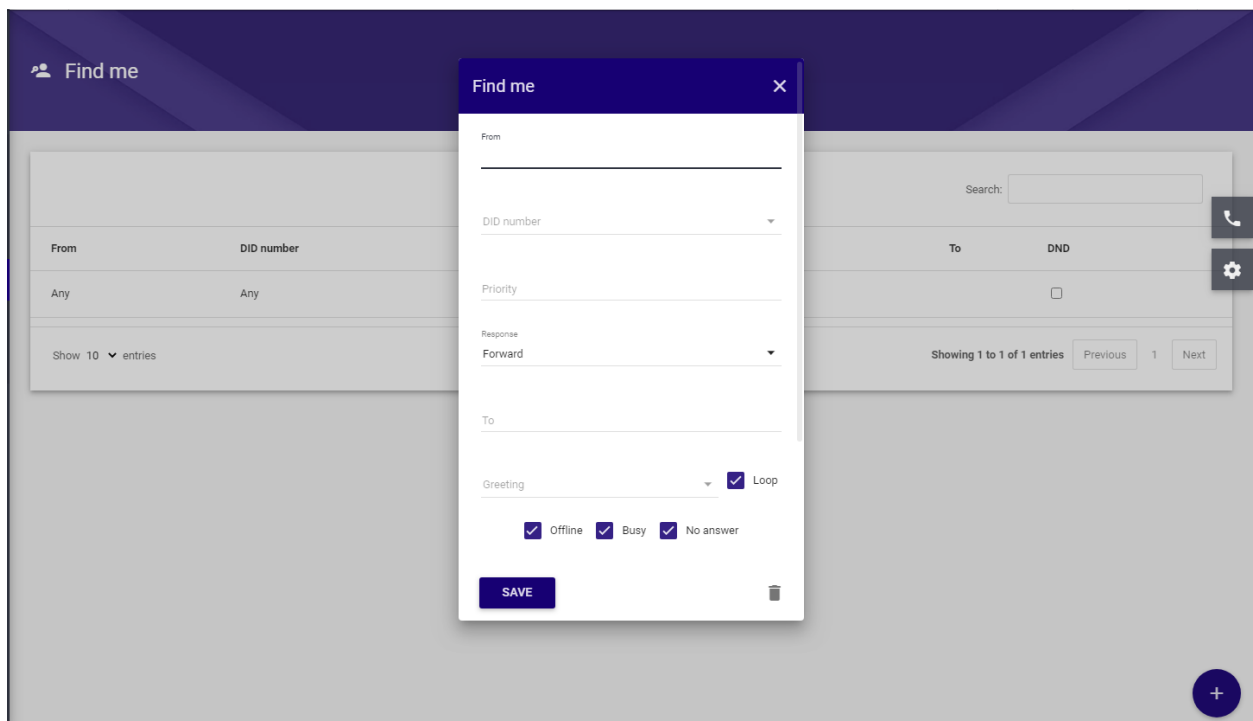 Find me
Search:
From DID number To DND
Any Any
Show 10 entries Showing 1 to 1 of 1 entries Previous 1 Next
Find me
From
DID number
Priority
Response
Forward
To
Greeting Loop
Offline Busy No answer
SAVE